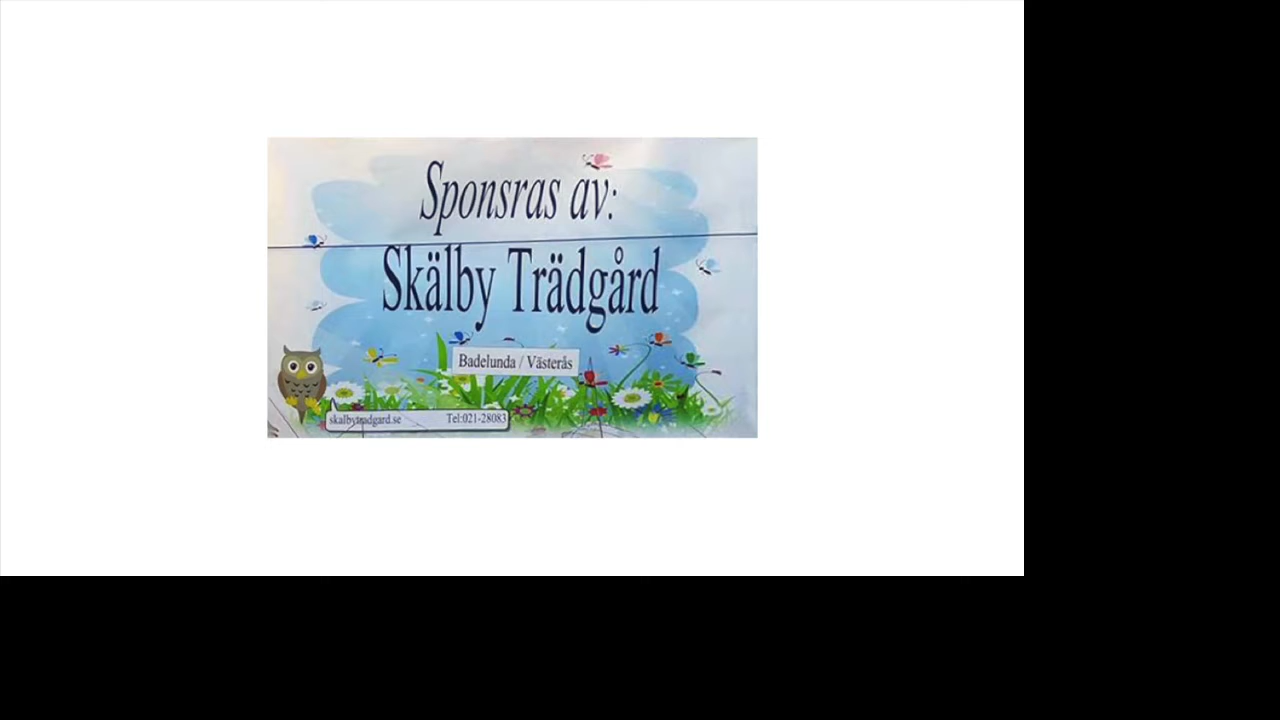 Sponsras av:
Skälby Trädgård
Badelunda / Västerås
skalbytradgard.se Tel:021-28083